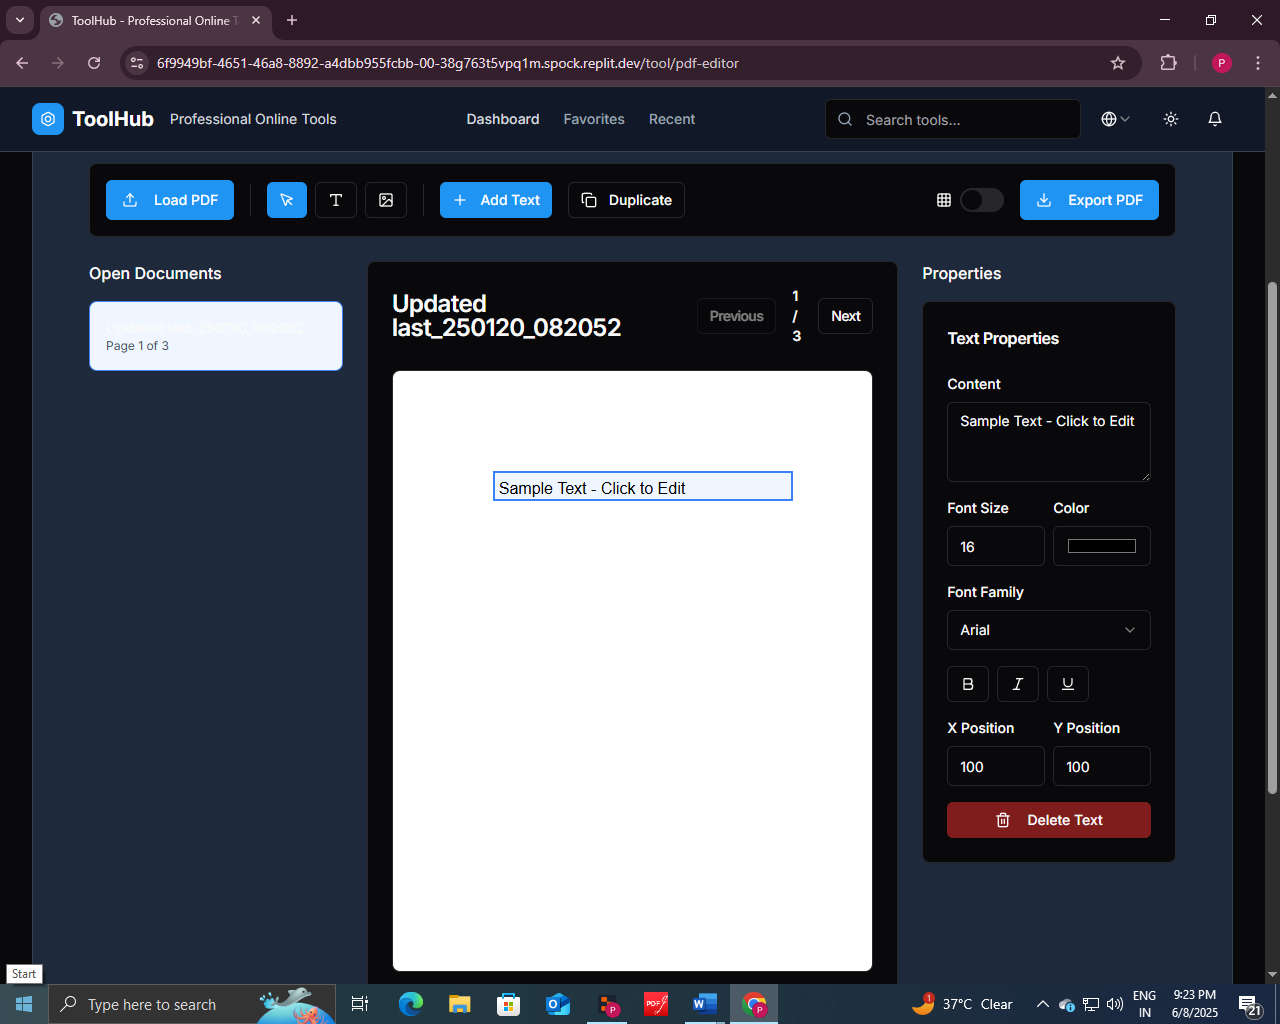 ToolHub - Professional Online T
6f9949bf-4651-46a8-8892-a4dbb955fcbb-00-38g763t5vpq1m.spock.replit.dev/tool/pdf-editor
P
ToolHub
Professional Online Tools
Dashboard
Favorites
Recent
Search tools...
Load PDF
T
Add Text
Duplicate
Export PDF
Open Documents
Updated last_250120_082052
Page 1 of 3
Updated
last_250120_082052
Previous
1
/
3
Next
Sample Text - Click to Edit
Properties
Text Properties
Content
Sample Text - Click to Edit
Font Size
Color
16
Font Family
Arial
B
I
U
X Position
Y Position
100
100
Delete Text
Start
Type here to search
P
PDF
W
P
1
37°C Clear
ENG
IN
9:23 PM
6/8/2025
21